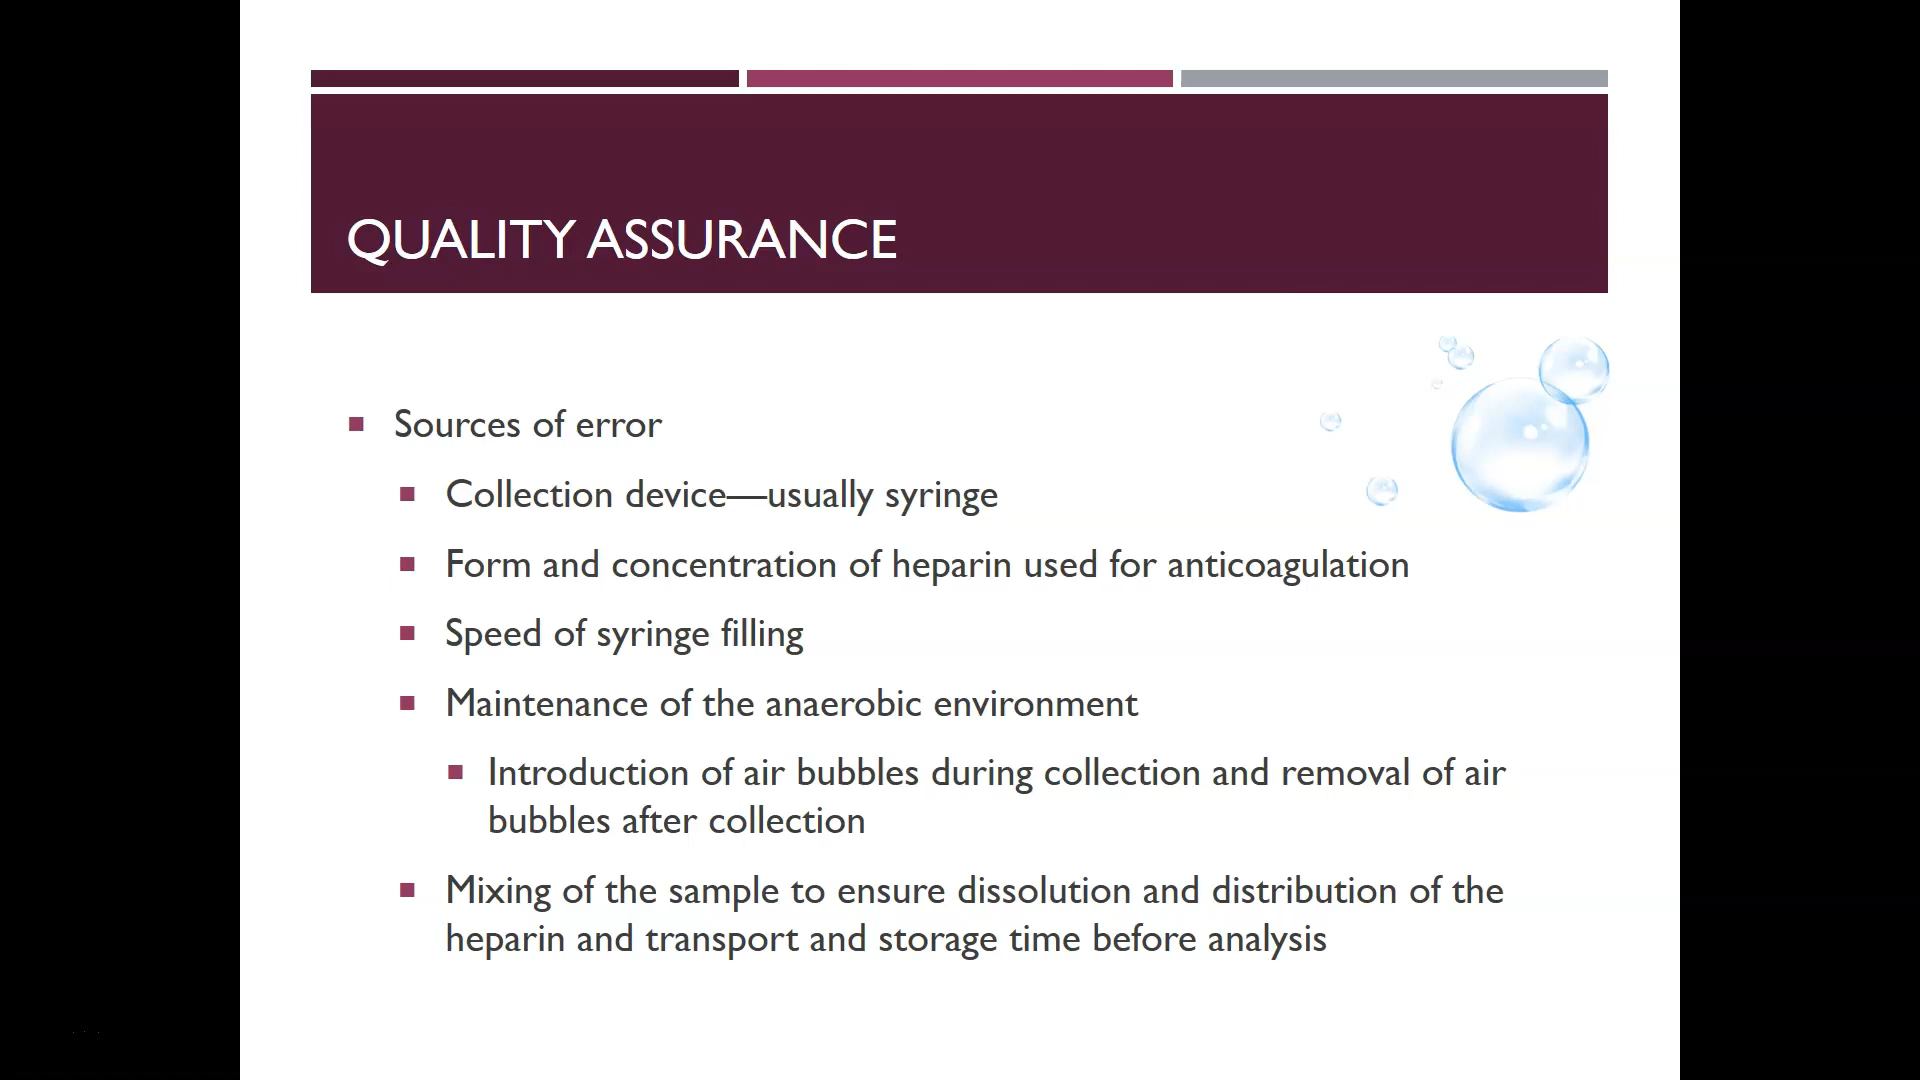 QUALITY ASSURANCE
Sources of error
Collection device—usually syringe
Form and concentration of heparin used for anticoagulation
Speed of syringe filling
Maintenance of the anaerobic environment
Introduction of air bubbles during collection and removal of air
bubbles after collection
Mixing of the sample to ensure dissolution and distribution of the
heparin and transport and storage time before analysis